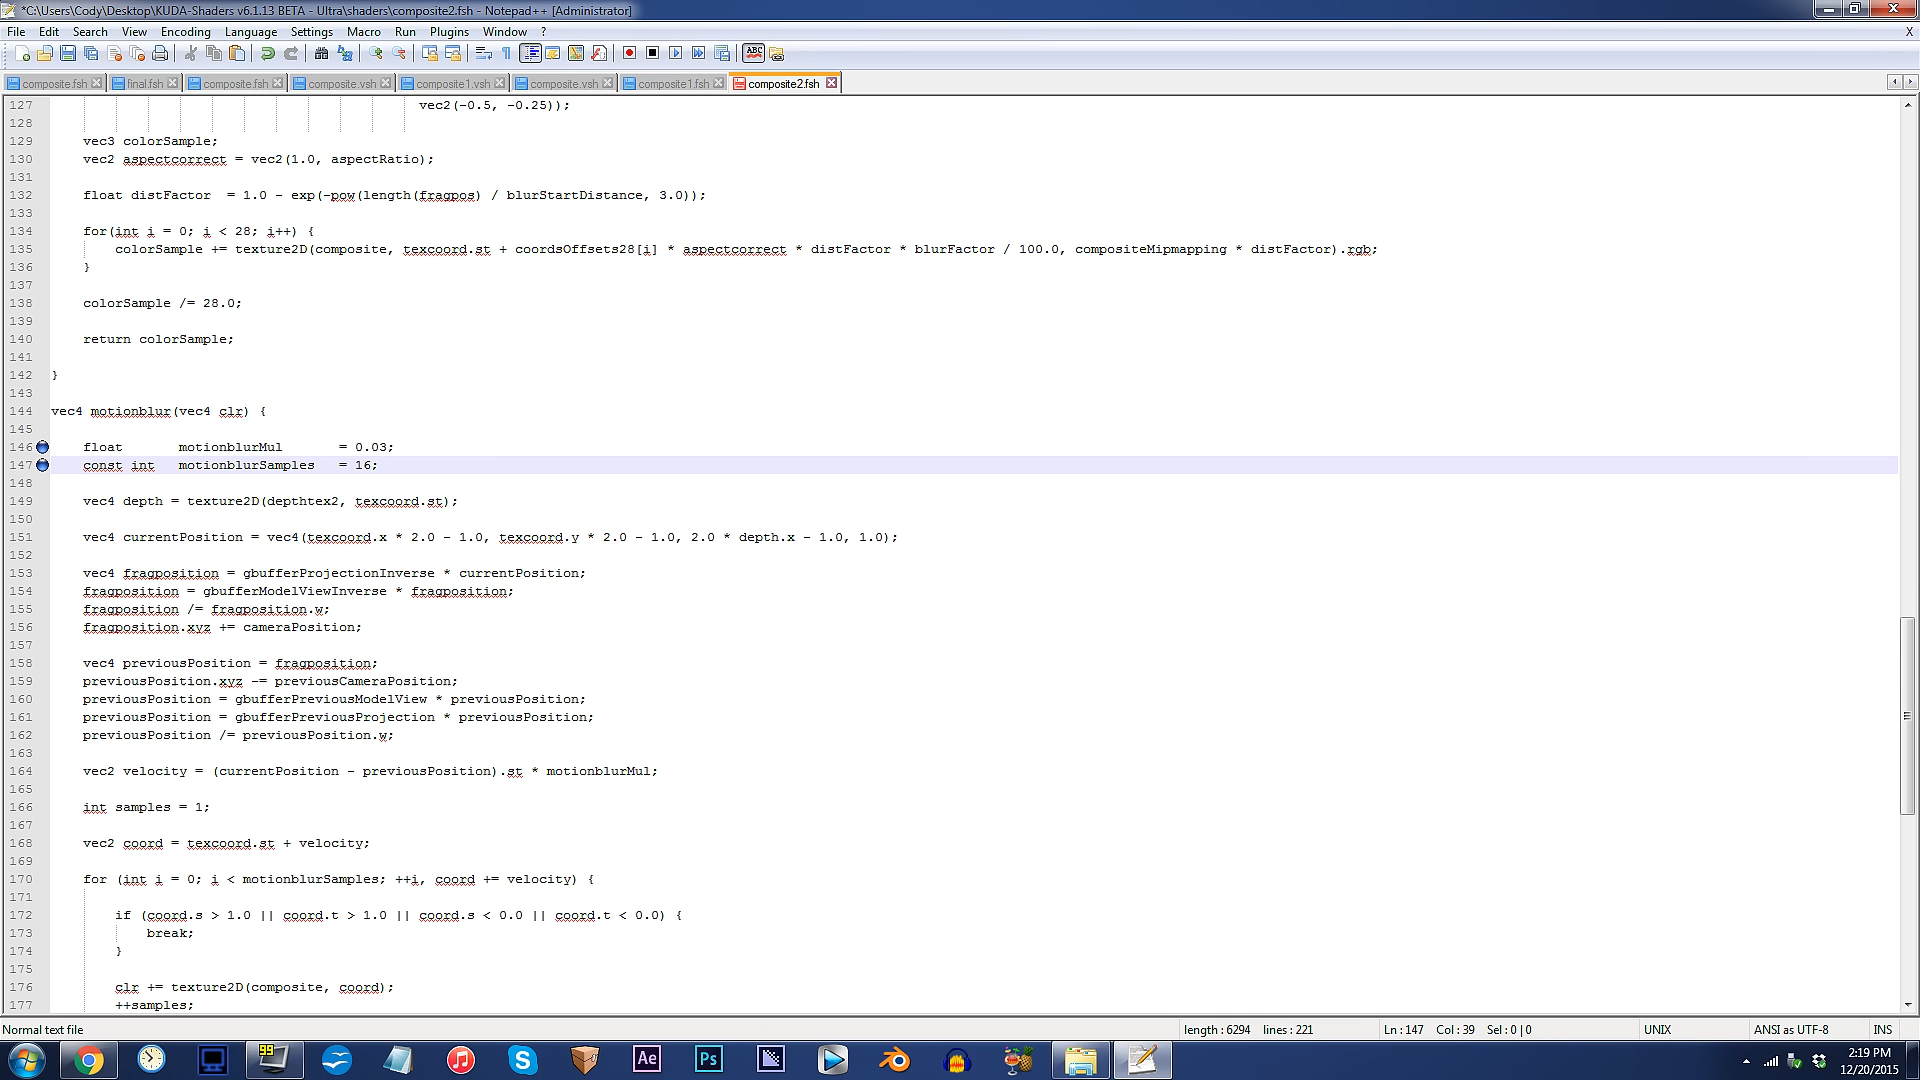 *C:\Users\Cody\Desktop\KUDA-Shaders v6.1.13 BETA - Ultra\shaders\composite2.fsh - Notepad++ [Administrator]
File Edit Search View Encoding Language Settings Macro Run Plugins Window ? X
composite.fsh final.fsh composite.fsh composite.vsh composite1.vsh composite.vsh composite1.fsh composite2.fsh
127 vec2(-0.5, -0.25));
128
129 vec3 colorSample;
130 vec2 aspectcorrect = vec2(1.0, aspectRatio);
131
132 float distFactor  = 1.0 - exp(-pow(length(fragpos) / blurStartDistance, 3.0));
133
134 for(int i = 0; i < 28; i++) {
135 colorSample += texture2D(composite, texcoord.st + coordsOffsets28[i] * aspectcorrect * distFactor * blurFactor / 100.0, compositeMipmapping * distFactor).rgb;
136 }
137
138 colorSample /= 28.0;
139
140 return colorSample;
141
142 }
143
144 vec4 motionblur(vec4 clr) {
145
146 float motionblurMul = 0.03;
147 const int motionblurSamples = 16;
148
149 vec4 depth = texture2D(depthtex2, texcoord.st);
150
151 vec4 currentPosition = vec4(texcoord.x * 2.0 - 1.0, texcoord.y * 2.0 - 1.0, 2.0 * depth.x - 1.0, 1.0);
152
153 vec4 fragposition = gbufferProjectionInverse * currentPosition;
154 fragposition = gbufferModelViewInverse * fragposition;
155 fragposition /= fragposition.w;
156 fragposition.xyz += cameraPosition;
157
158 vec4 previousPosition = fragposition;
159 previousPosition.xyz -= previousCameraPosition;
160 previousPosition = gbufferPreviousModelView * previousPosition;
161 previousPosition = gbufferPreviousProjection * previousPosition;
162 previousPosition /= previousPosition.w;
163
164 vec2 velocity = (currentPosition - previousPosition).st * motionblurMul;
165
166 int samples = 1;
167
168 vec2 coord = texcoord.st + velocity;
169
170 for (int i = 0; i < motionblurSamples; ++i, coord += velocity) {
171
172 if (coord.s > 1.0 || coord.t > 1.0 || coord.s < 0.0 || coord.t < 0.0) {
173 break;
174 }
175
176 clr += texture2D(composite, coord);
177 ++samples;
Normal text file length : 6294 lines : 221 Ln : 147 Col : 39 Sel : 0 | 0 UNIX ANSI as UTF-8 INS
99 Ae Ps 2:19 PM
12/20/2015